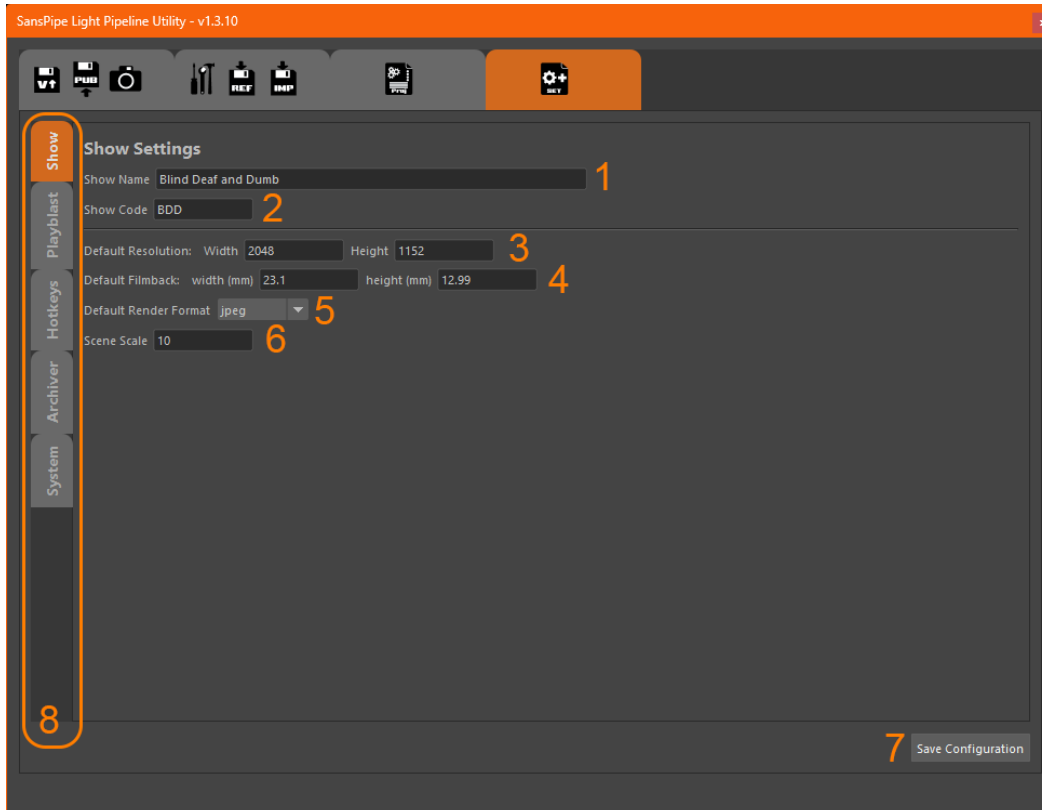 SansPipe Light Pipeline Utility - v1.3.10
V↑ PUB REF IMP Proj SET
Show
Playblast
Hotkeys
Archiver
System
8
Show Settings
Show Name Blind Deaf and Dumb 1
Show Code BDD 2
Default Resolution: Width 2048 Height 1152 3
Default Filmback: width (mm) 23.1 height (mm) 12.99 4
Default Render Format jpeg 5
Scene Scale 10 6
7 Save Configuration